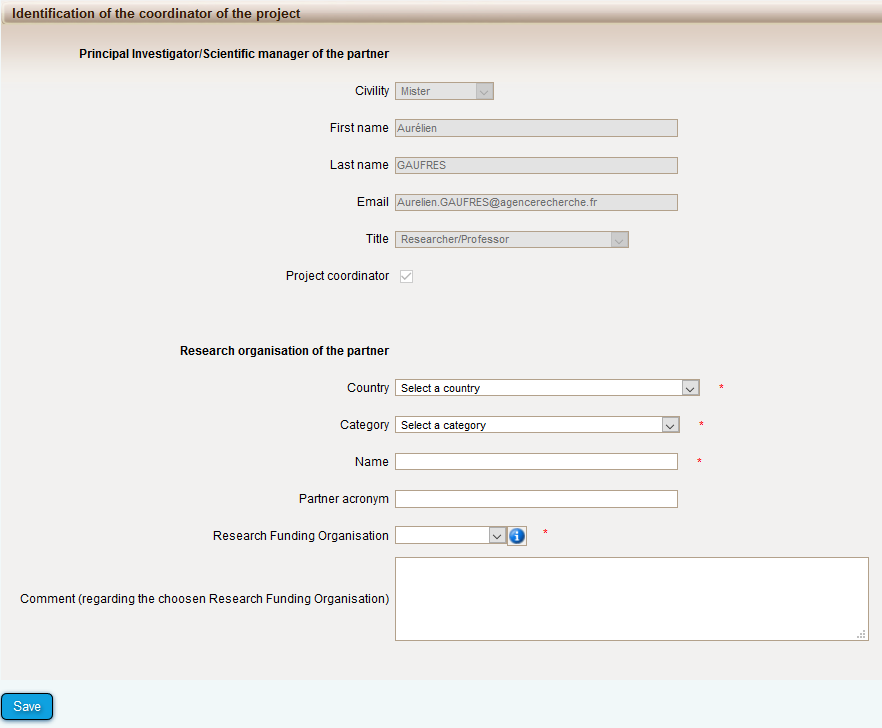 Identification of the coordinator of the project
Principal Investigator/Scientific manager of the partner
Civility Mister
First name Aurélien
Last name GAUFRES
Email Aurelien.GAUFRES@agencerecherche.fr
Title Researcher/Professor
Project coordinator
Research organisation of the partner
Country Select a country *
Category Select a category *
Name *
Partner acronym
Research Funding Organisation *
Comment (regarding the choosen Research Funding Organisation)
Save